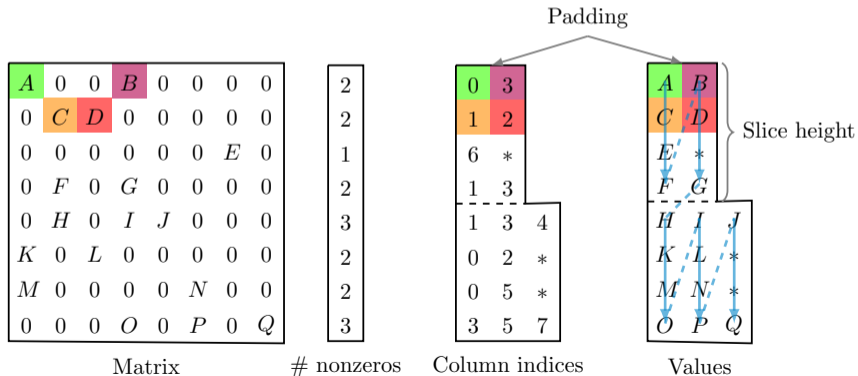 Padding
A 0 0 B 0 0 0 0 2 0 3 A B
0 C D 0 0 0 0 0 2 1 2 C D
Slice height
0 0 0 0 0 0 E 0 1 6 * E *
0 F 0 G 0 0 0 0 2 1 3 F G
0 H 0 I J 0 0 0 3 1 3 4 H I J
K 0 L 0 0 0 0 0 2 0 2 * K L *
M 0 0 0 0 N 0 0 2 0 5 * M N *
0 0 0 O 0 P 0 Q 3 3 5 7 O P Q
Matrix # nonzeros Column indices Values